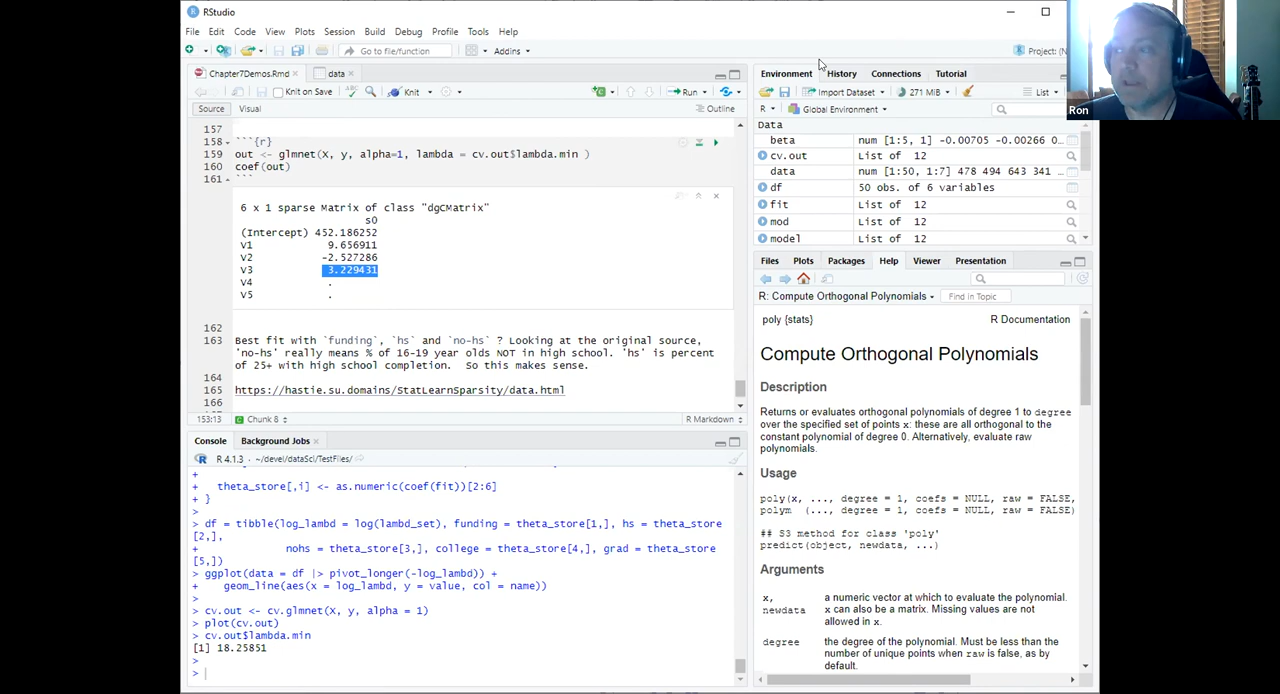 RStudio
File Edit Code View Plots Session Build Debug Profile Tools Help
Go to file/function
Addins
Project: (N
Chapter7Demos.Rmd
data
Knit on Save
Knit
Run
Source Visual
Outline
157
158 ```{r}
159 out <- glmnet(X, y, alpha=1, lambda = cv.out$lambda.min )
160 coef(out)
161 ```
6 x 1 sparse Matrix of class "dgCMatrix"
s0
(Intercept) 452.186252
V1 9.656911
V2 -2.527286
V3 3.229431
V4 .
V5 .
162
163 Best fit with `funding`, `hs` and `no-hs` ? Looking at the original source,
'no-hs' really means % of 16-19 year olds NOT in high school. 'hs' is percent
of 25+ with high school completion. So this makes sense.
164
165 https://hastie.su.domains/StatLearnSparsity/data.html
166
153:13 Chunk 8 R Markdown
Console Background Jobs
R 4.1.3 · ~/devel/dataSci/TestFiles/
+
+ theta_store[,i] <- as.numeric(coef(fit))[2:6]
+ }
>
> df = tibble(log_lambd = log(lambd_set), funding = theta_store[1,], hs = theta_store
[2,],
+ nohs = theta_store[3,], college = theta_store[4,], grad = theta_store
[5,])
> ggplot(data = df |> pivot_longer(-log_lambd)) +
+ geom_line(aes(x = log_lambd, y = value, col = name))
>
> cv.out <- cv.glmnet(X, y, alpha = 1)
> plot(cv.out)
> cv.out$lambda.min
[1] 18.25851
>
>
Environment History Connections Tutorial
Import Dataset
271 MiB
List
R Global Environment
Data
beta num [1:5, 1] -0.00705 -0.00266 0...
cv.out List of 12
data num [1:50, 1:7] 478 494 643 341 ...
df 50 obs. of 6 variables
fit List of 12
mod List of 12
model List of 12
Files Plots Packages Help Viewer Presentation
R: Compute Orthogonal Polynomials
Find in Topic
poly {stats} R Documentation
Compute Orthogonal Polynomials
Description
Returns or evaluates orthogonal polynomials of degree 1 to degree
over the specified set of points x: these are all orthogonal to the
constant polynomial of degree 0. Alternatively, evaluate raw
polynomials.
Usage
poly(x, ..., degree = 1, coefs = NULL, raw = FALSE,
polym (..., degree = 1, coefs = NULL, raw = FALSE)
## S3 method for class 'poly'
predict(object, newdata, ...)
Arguments
x, a numeric vector at which to evaluate the polynomial.
newdata x can also be a matrix. Missing values are not
allowed in x.
degree the degree of the polynomial. Must be less than the
number of unique points when raw is false, as by
default.
Ron